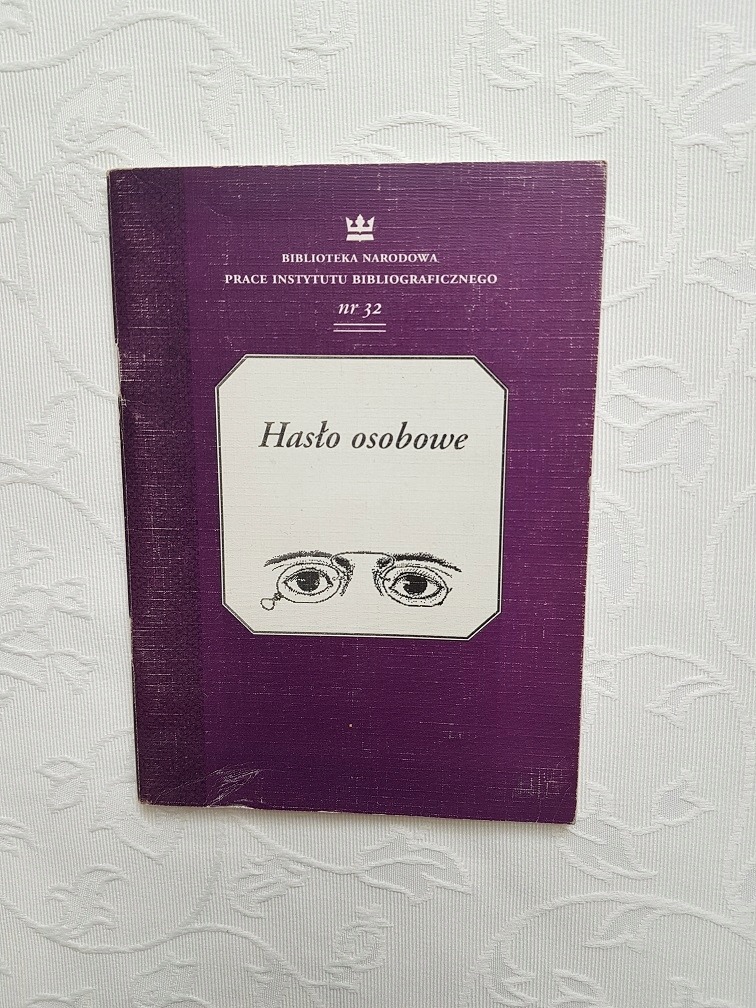 BIBLIOTEKA NARODOWA
PRACE INSTYTUTU BIBLIOGRAFICZNEGO
nr 32
Hasło osobowe